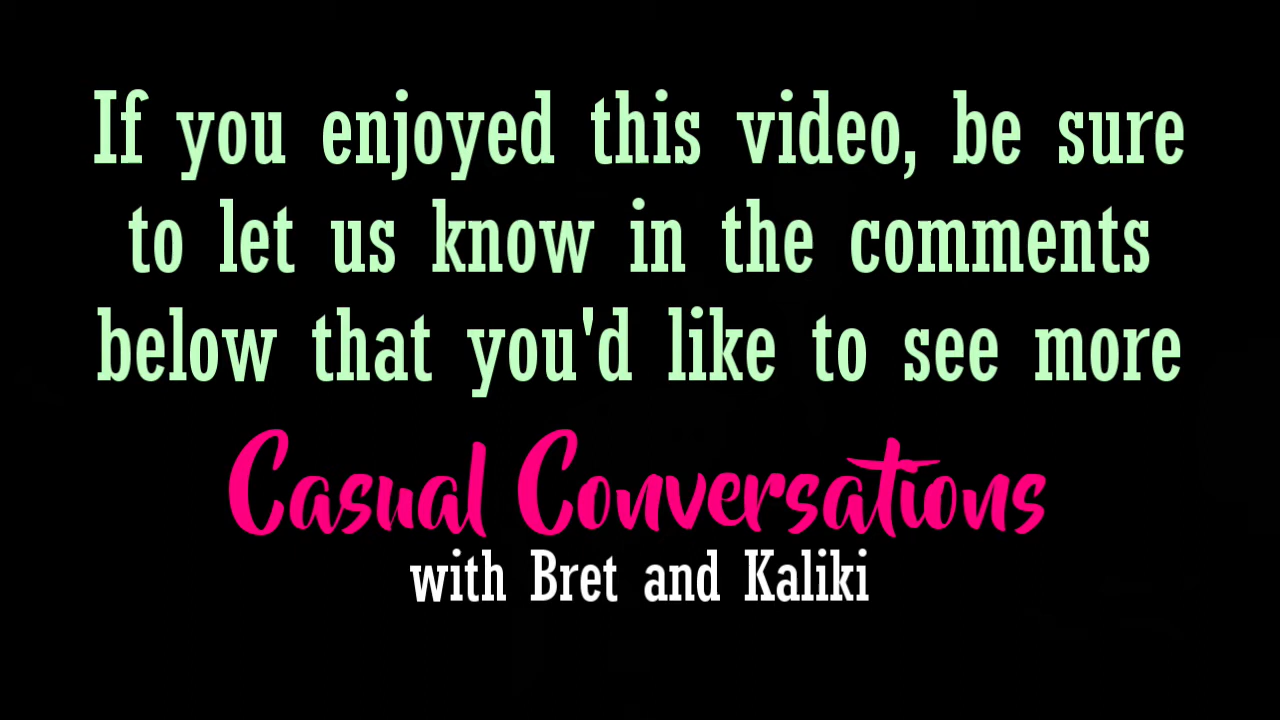 If you enjoyed this video, be sure
to let us know in the comments
below that you'd like to see more
Casual Conversations
with Bret and Kaliki